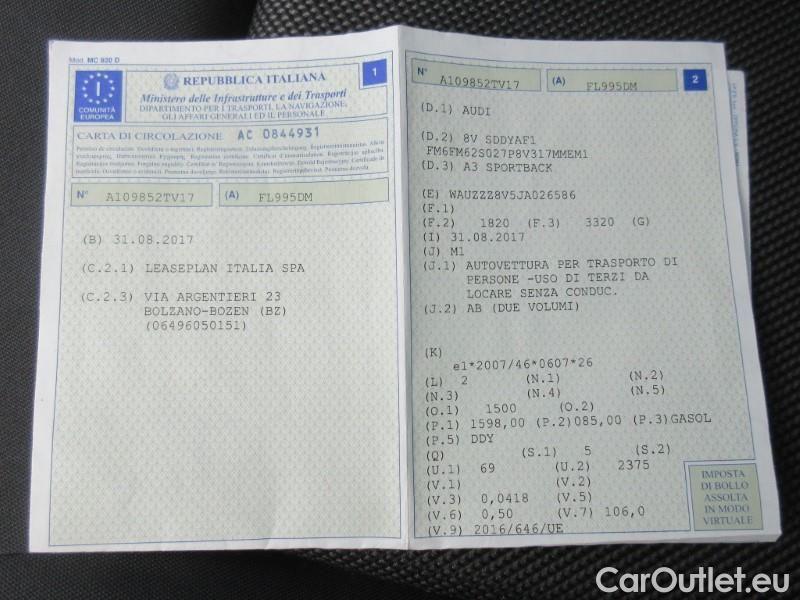 Mod. MC 820 D
I
COMUNITÀ
EUROPEA
REPUBBLICA ITALIANA
Ministero delle Infrastrutture e dei Trasporti
DIPARTIMENTO PER I TRASPORTI, LA NAVIGAZIONE,
GLI AFFARI GENERALI ED IL PERSONALE
1
CARTA DI CIRCOLAZIONE AC 0844931
N° A109852TV17 (A) FL995DM
(B) 31.08.2017
(C.2.1) LEASEPLAN ITALIA SPA
(C.2.3) VIA ARGENTIERI 23
BOLZANO-BOZEN (BZ)
(06496050151)
N° A109852TV17 (A) FL995DM 2
(D.1) AUDI
(D.2) 8V SDDYAF1
FM6FM62S027P8V317MMEM1
(D.3) A3 SPORTBACK
(E) WAUZZZ8V5JA026586
(F.1)
(F.2) 1820 (F.3) 3320 (G)
(I) 31.08.2017
(J) M1
(J.1) AUTOVETTURA PER TRASPORTO DI
PERSONE -USO DI TERZI DA
LOCARE SENZA CONDUC.
(J.2) AB (DUE VOLUMI)
(K)
e1*2007/46*0607*26
(L) 2 (N.1) (N.2)
(N.3) (N.4) (N.5)
(O.1) 1500 (O.2)
(P.1) 1598,00 (P.2)085,00 (P.3)GASOL
(P.5) DDY
(Q) (S.1) 5 (S.2)
(U.1) 69 (U.2) 2375
(V.1) (V.2)
(V.3) 0,0418 (V.5)
(V.6) 0,50 (V.7) 106,0
(V.9) 2016/646/UE
IMPOSTA
DI BOLLO
ASSOLTA
IN MODO
VIRTUALE
CarOutlet.eu